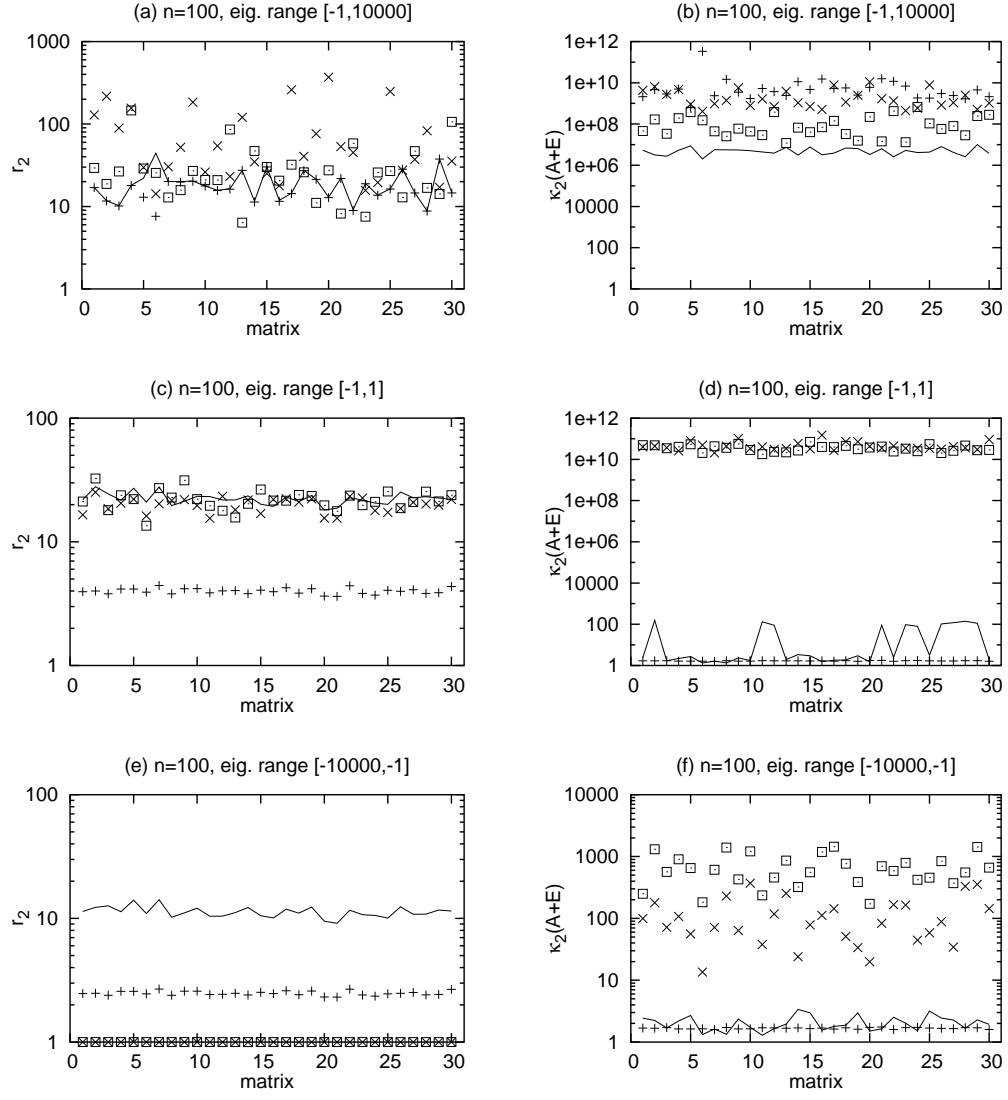 (a) n=100, eig. range [-1,10000]
1000
100
10
1
r2
0 5 10 15 20 25 30
matrix
(b) n=100, eig. range [-1,10000]
1e+12
1e+10
1e+08
1e+06
10000
100
1
κ2(A+E)
0 5 10 15 20 25 30
matrix
(c) n=100, eig. range [-1,1]
100
10
1
r2
0 5 10 15 20 25 30
matrix
(d) n=100, eig. range [-1,1]
1e+12
1e+10
1e+08
1e+06
10000
100
1
κ2(A+E)
0 5 10 15 20 25 30
matrix
(e) n=100, eig. range [-10000,-1]
100
10
1
r2
0 5 10 15 20 25 30
matrix
(f) n=100, eig. range [-10000,-1]
10000
1000
100
10
1
κ2(A+E)
0 5 10 15 20 25 30
matrix